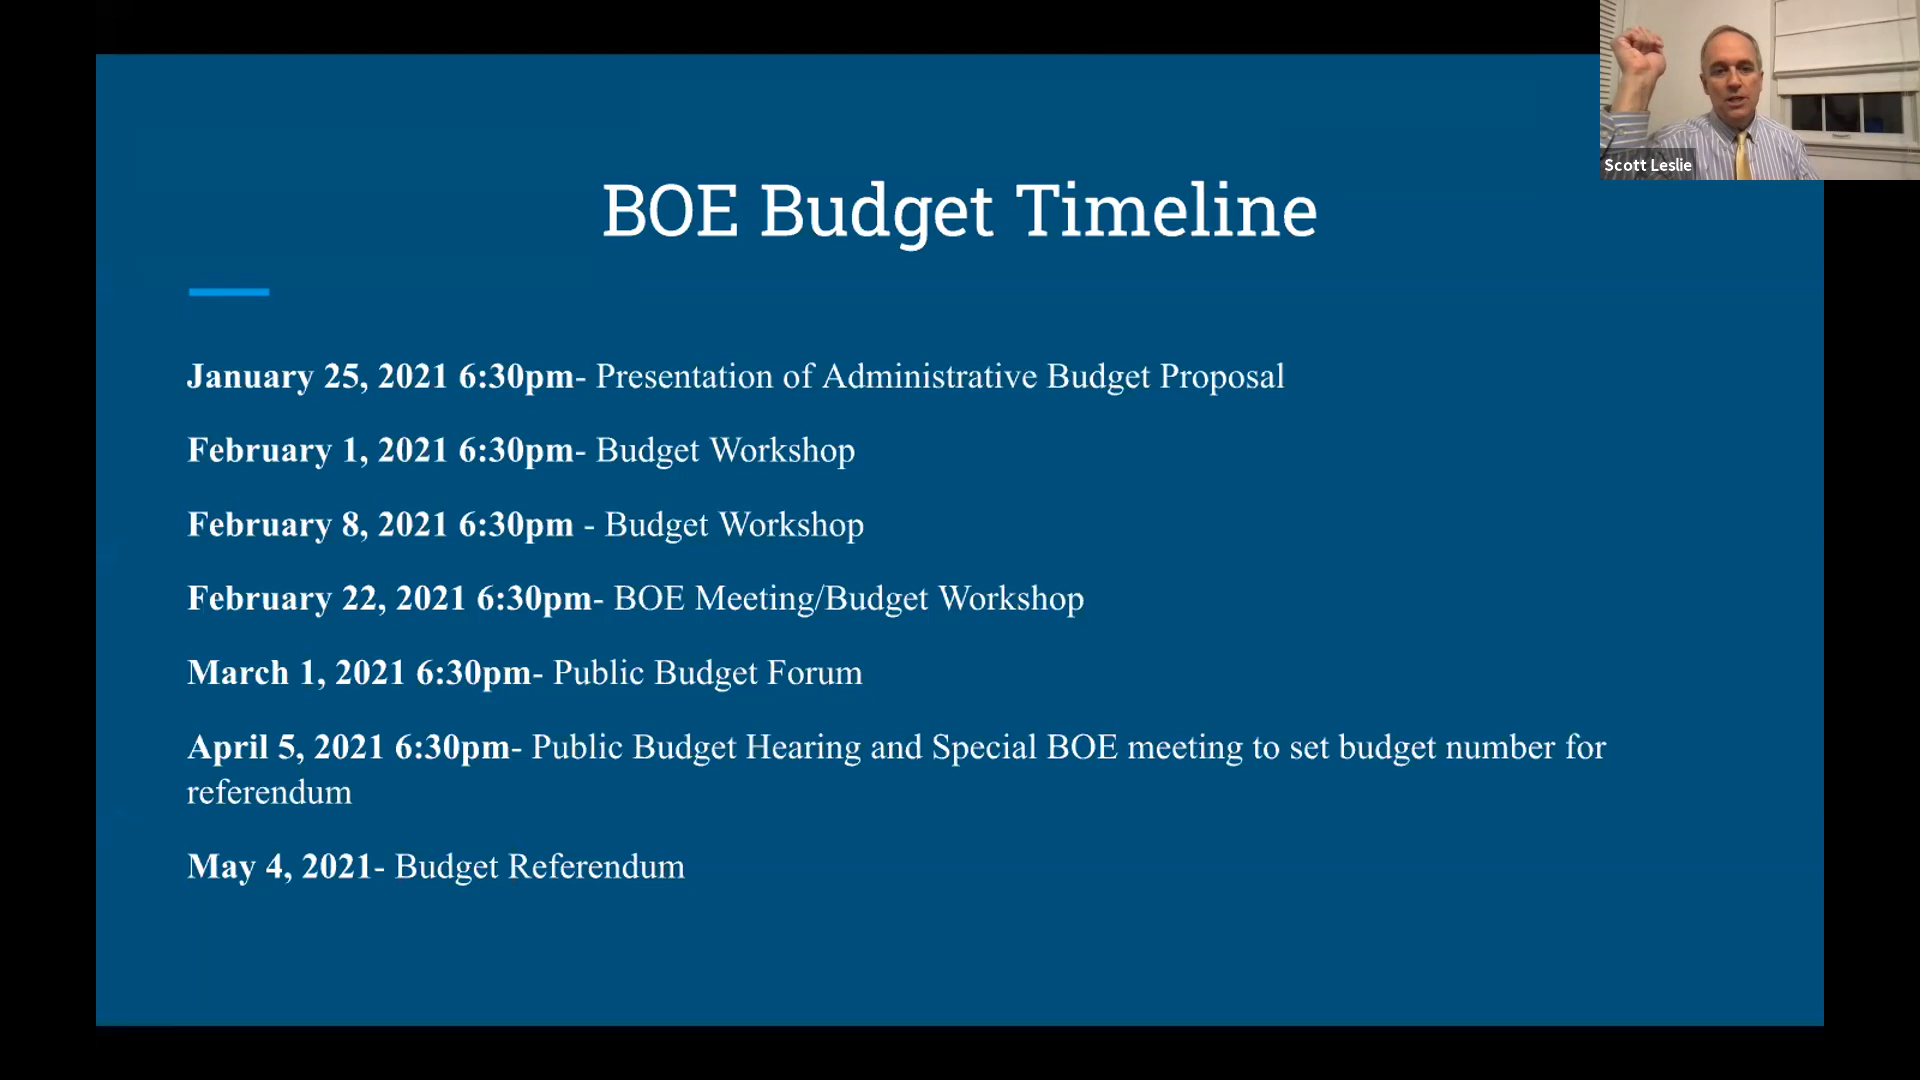 Scott Leslie
BOE Budget Timeline
January 25, 2021 6:30pm- Presentation of Administrative Budget Proposal
February 1, 2021 6:30pm- Budget Workshop
February 8, 2021 6:30pm - Budget Workshop
February 22, 2021 6:30pm- BOE Meeting/Budget Workshop
March 1, 2021 6:30pm- Public Budget Forum
April 5, 2021 6:30pm- Public Budget Hearing and Special BOE meeting to set budget number for
referendum
May 4, 2021- Budget Referendum